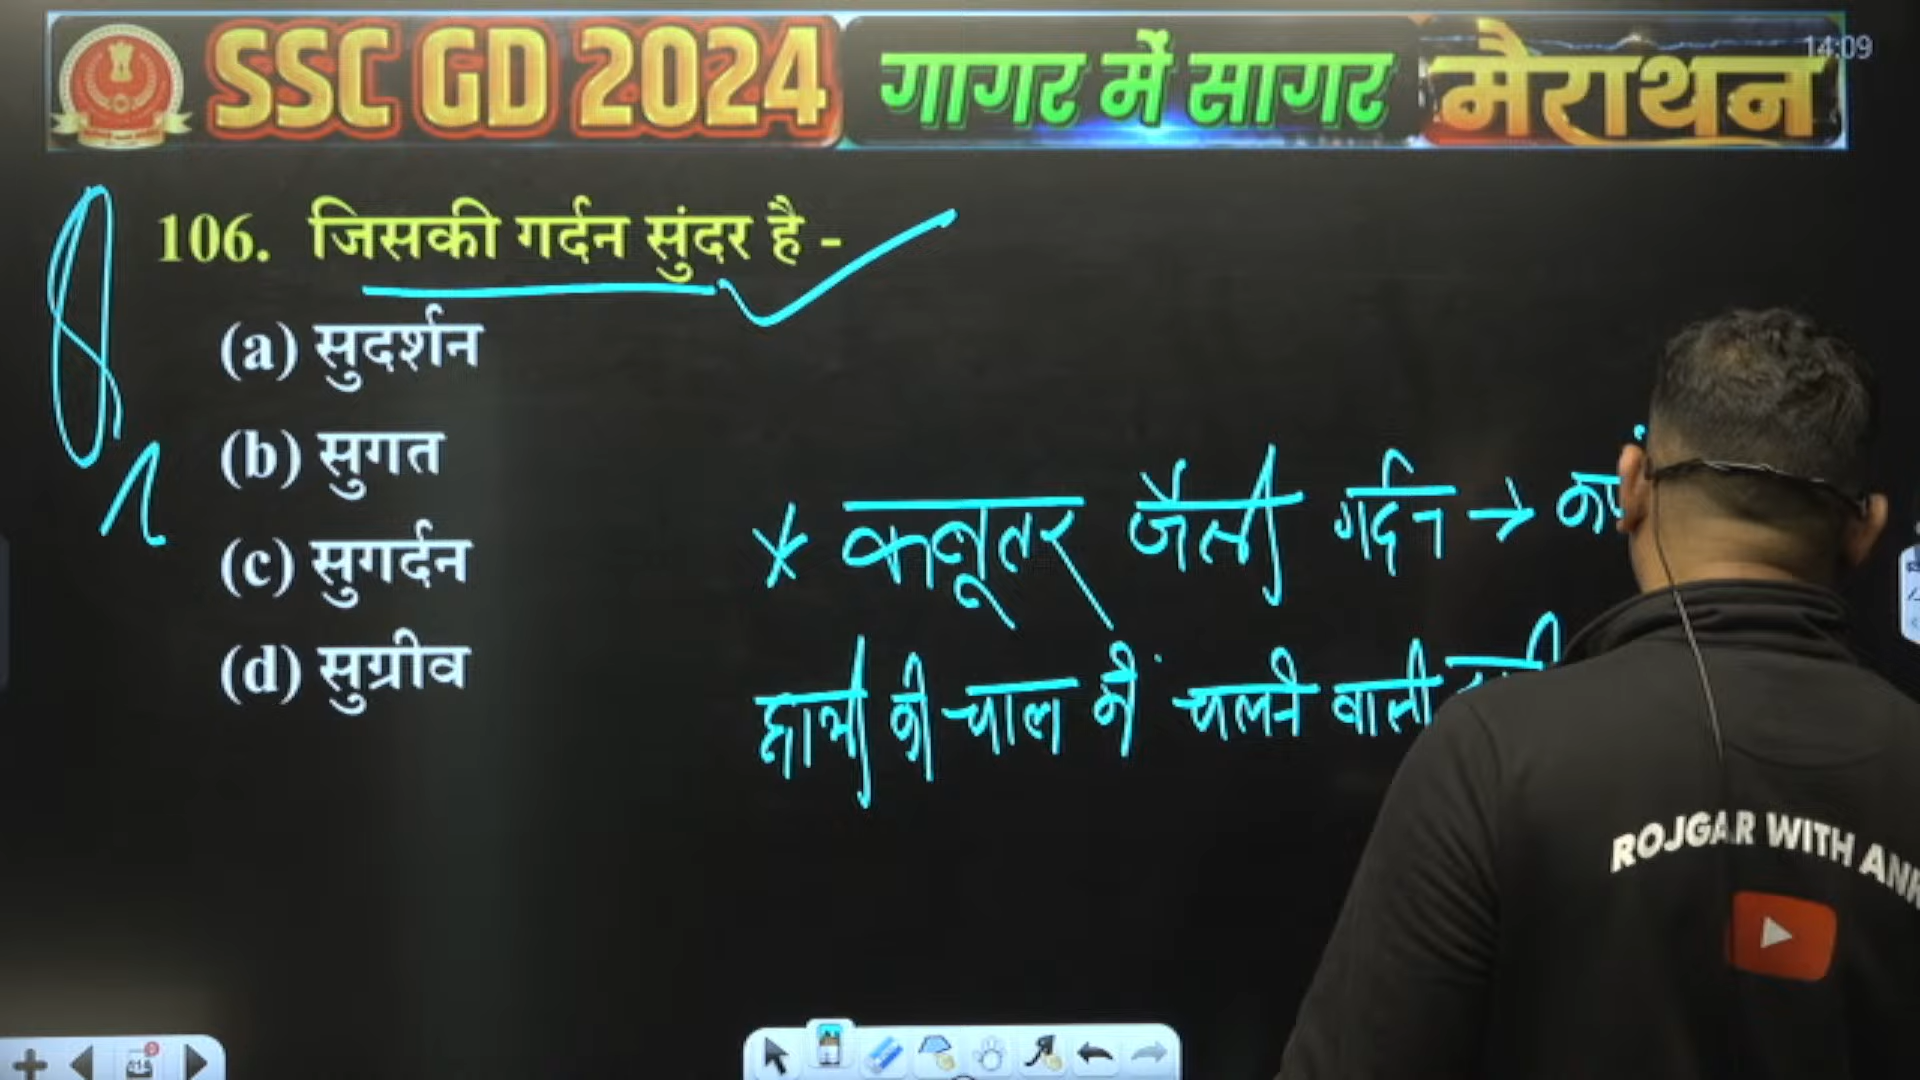 SSC GD 2024 गागर में सागर मैराथन
14:09
106. जिसकी गर्दन सुंदर है -
(a) सुदर्शन
(b) सुगत
(c) सुगर्दन
(d) सुग्रीव
* कबूतर जैसी गर्दन →
हाथी की चाल में चलने वाली
ROJGAR WITH